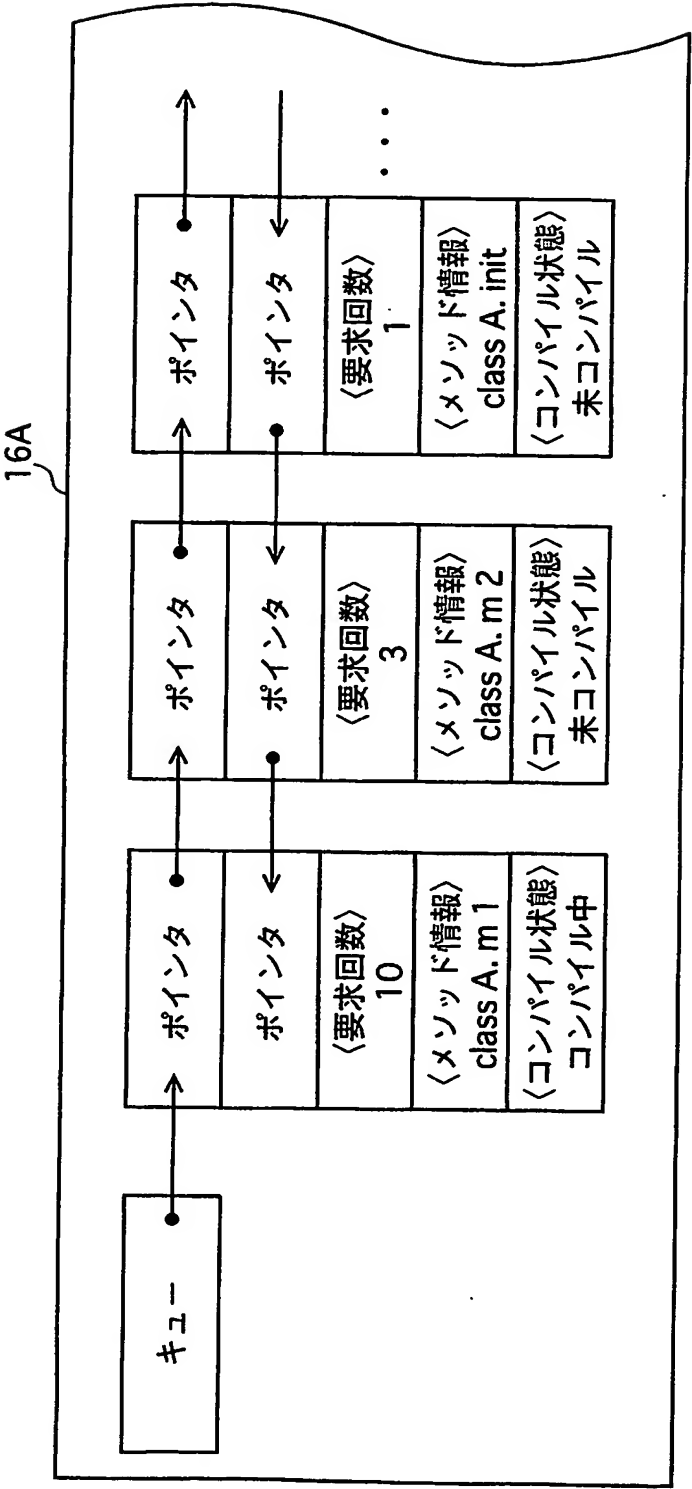 16A
キュー
ポインタ
ポインタ
〈要求回数〉
10
〈メソッド情報〉
class A. m 1
〈コンパイル状態〉
コンパイル中
ポインタ
ポインタ
〈要求回数〉
3
〈メソッド情報〉
class A. m 2
〈コンパイル状態〉
未コンパイル
ポインタ
ポインタ
〈要求回数〉
1
〈メソッド情報〉
class A. init
〈コンパイル状態〉
未コンパイル
・・・